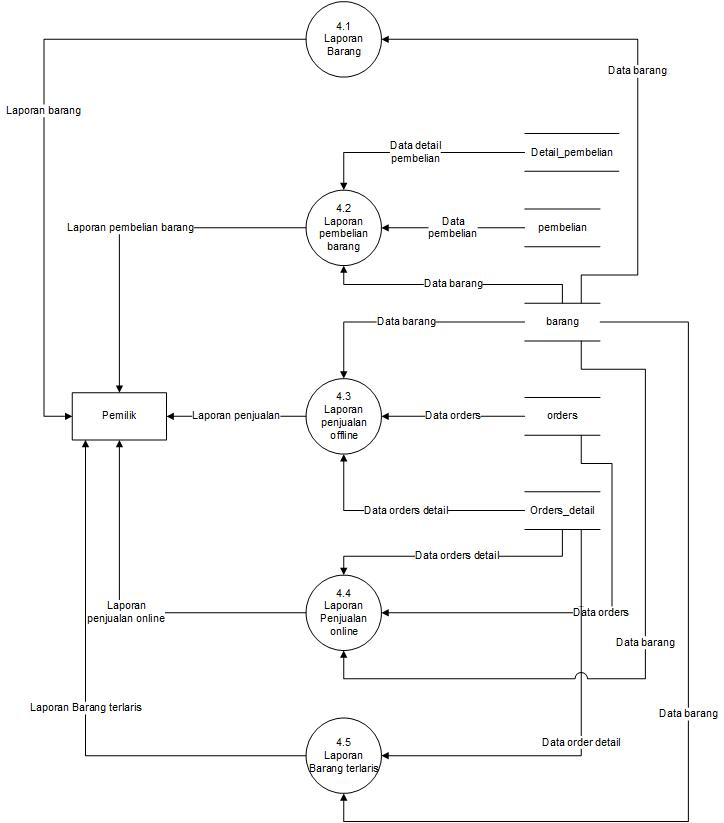 4.1
Laporan
Barang
Data barang
Laporan barang
Data detail
pembelian
Detail_pembelian
4.2
Laporan
pembelian
barang
Laporan pembelian barang
Data
pembelian
pembelian
Data barang
Data barang
barang
Pemilik
Laporan penjualan
4.3
Laporan
penjualan
offline
Data orders
orders
Data orders detail
Orders_detail
Data orders detail
4.4
Laporan
Penjualan
online
Laporan
penjualan online
Data orders
Data barang
Laporan Barang terlaris
Data barang
4.5
Laporan
Barang terlaris
Data order detail